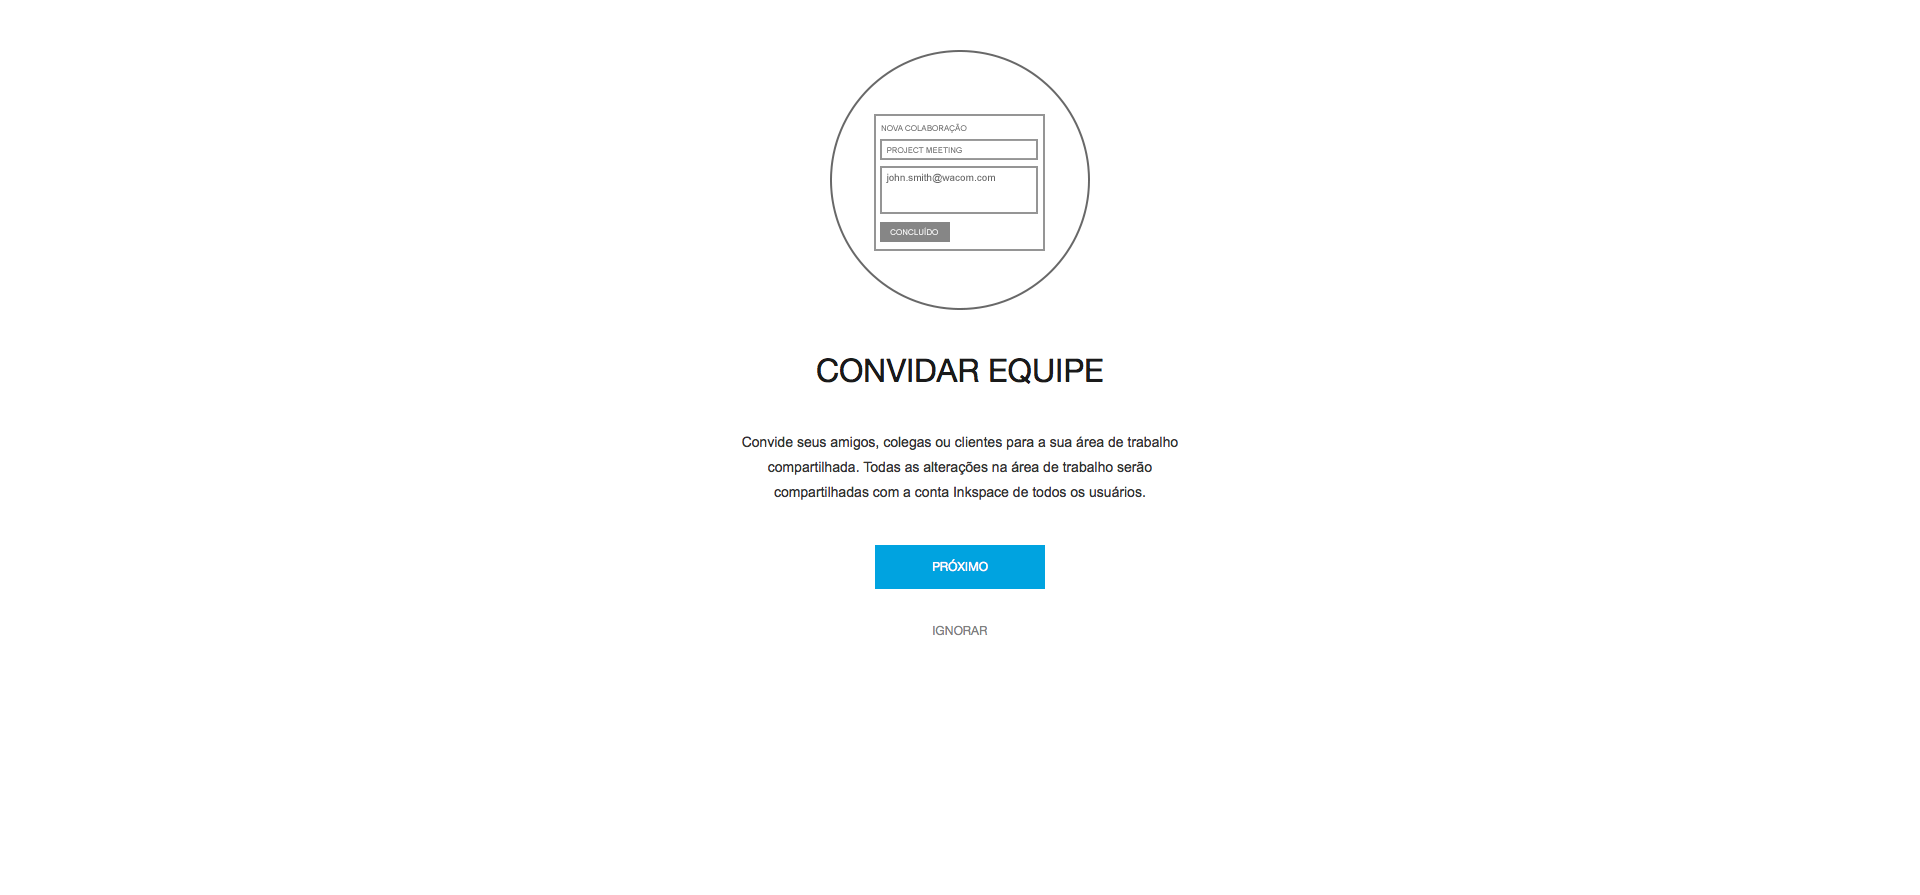 NOVA COLABORAÇÃO
PROJECT MEETING
john.smith@wacom.com
CONCLUÍDO
CONVIDAR EQUIPE
Convide seus amigos, colegas ou clientes para a sua área de trabalho
compartilhada. Todas as alterações na área de trabalho serão
compartilhadas com a conta Inkspace de todos os usuários.
PRÓXIMO
IGNORAR